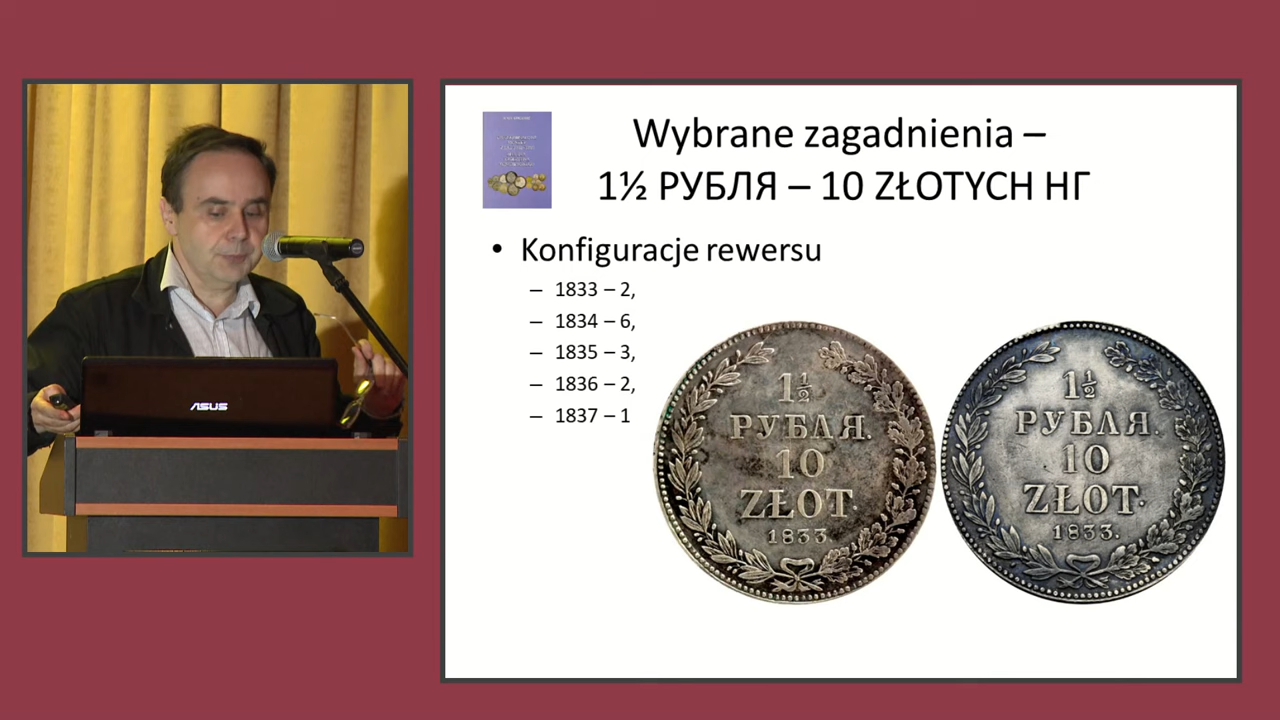 Wybrane zagadnienia –
1½ РУБЛЯ – 10 ZŁOTYCH НГ
• Konfiguracje rewersu
– 1833 – 2,
– 1834 – 6,
– 1835 – 3,
– 1836 – 2,
– 1837 – 1
1½
РУБЛЯ.
10
ZŁOT.
1833
1½
РУБЛЯ.
10
ZŁOT.
1833.
ASUS